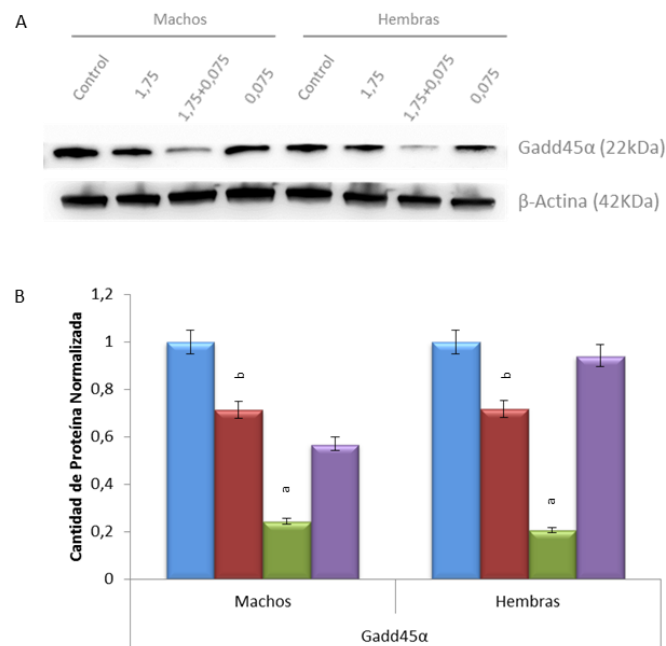 A
Machos Hembras
Control 1,75 1,75+0,075 0,075 Control 1,75 1,75+0,075 0,075
Gadd45α (22kDa)
β-Actina (42KDa)
B
Cantidad de Proteína Normalizada
1,2
1
0,8
0,6
0,4
0,2
0
b
a
b
a
Machos Hembras
Gadd45α